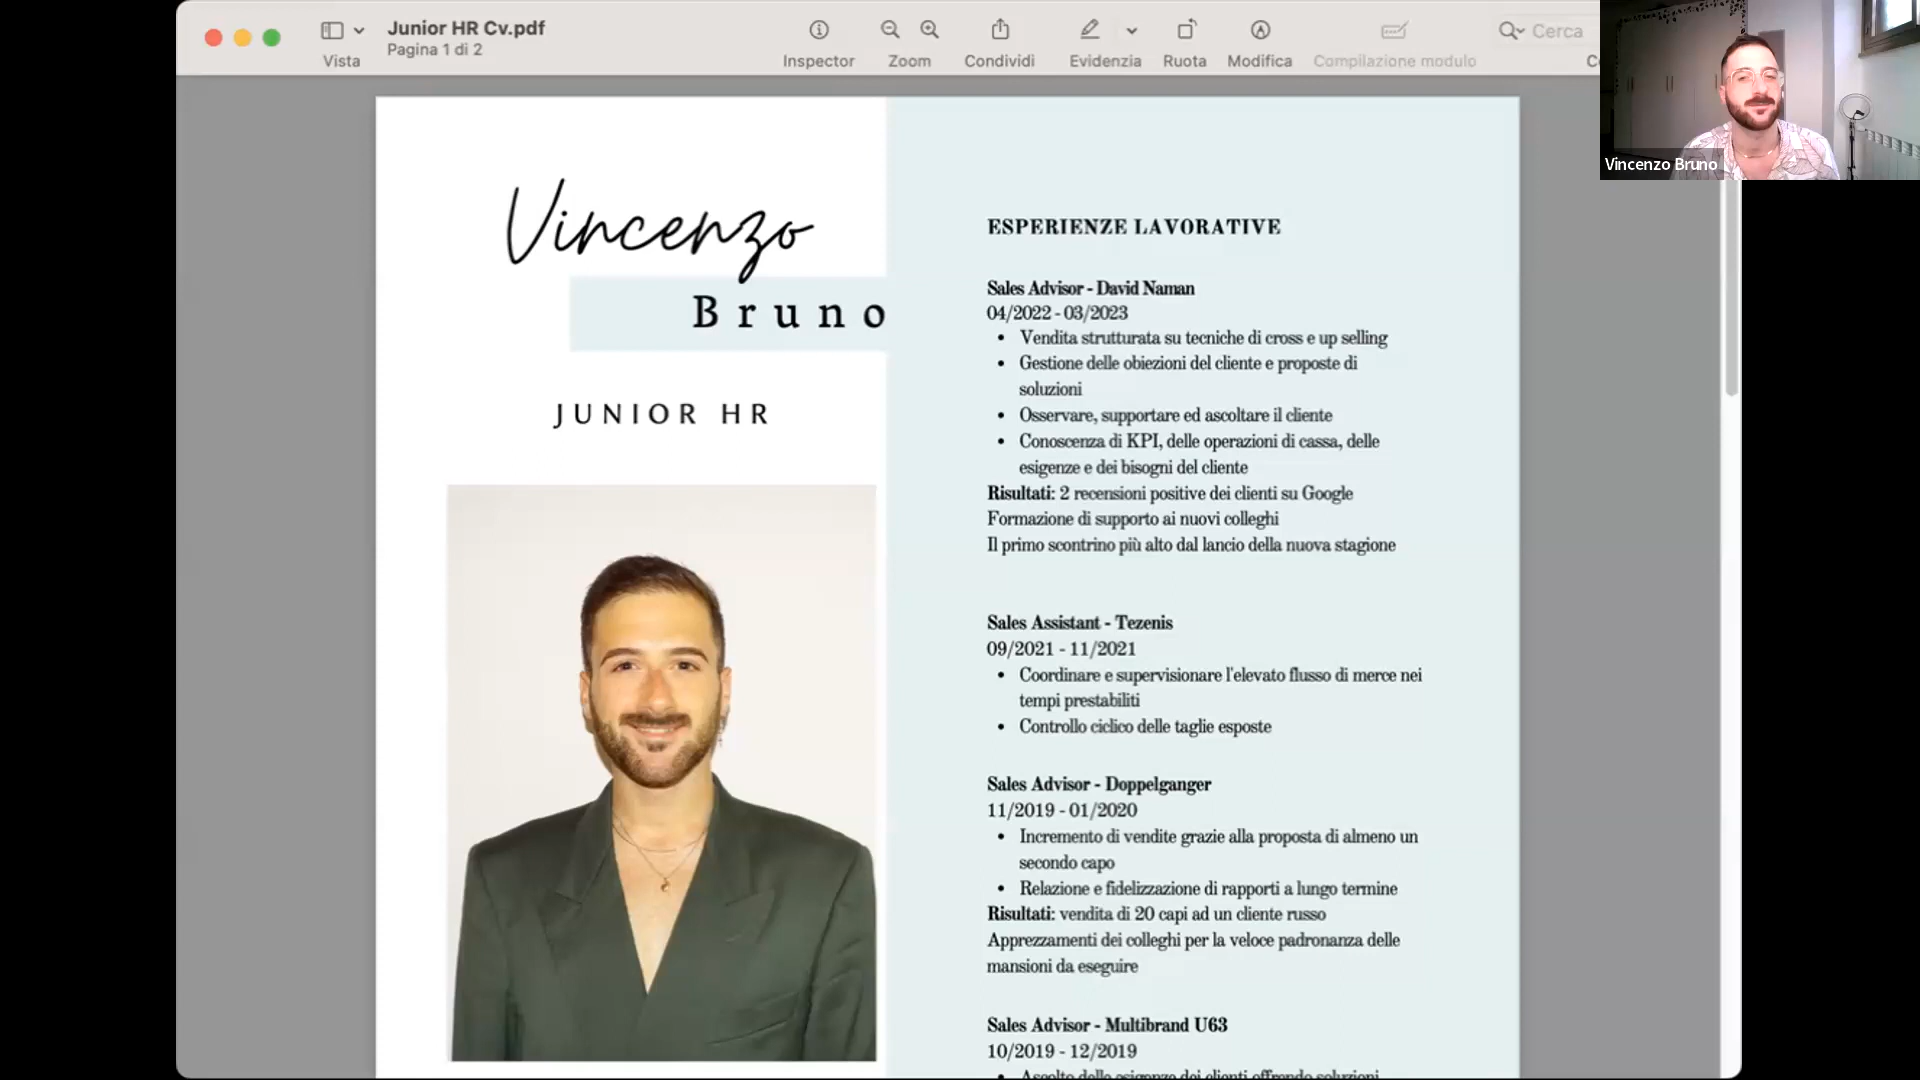 Junior HR Cv.pdf
Pagina 1 di 2
Vista
Inspector
Zoom
Condividi
Evidenzia
Ruota
Modifica
Compilazione modulo
Cerca
Vincenzo Bruno
Vincenzo
Bruno
JUNIOR HR
ESPERIENZE LAVORATIVE
Sales Advisor - David Naman
04/2022 - 03/2023
• Vendita strutturata su tecniche di cross e up selling
• Gestione delle obiezioni del cliente e proposte di
soluzioni
• Osservare, supportare ed ascoltare il cliente
• Conoscenza di KPI, delle operazioni di cassa, delle
esigenze e dei bisogni del cliente
Risultati: 2 recensioni positive dei clienti su Google
Formazione di supporto ai nuovi colleghi
Il primo scontrino più alto dal lancio della nuova stagione
Sales Assistant - Tezenis
09/2021 - 11/2021
• Coordinare e supervisionare l'elevato flusso di merce nei
tempi prestabiliti
• Controllo ciclico delle taglie esposte
Sales Advisor - Doppelganger
11/2019 - 01/2020
• Incremento di vendite grazie alla proposta di almeno un
secondo capo
• Relazione e fidelizzazione di rapporti a lungo termine
Risultati: vendita di 20 capi ad un cliente russo
Apprezzamenti dei colleghi per la veloce padronanza delle
mansioni da eseguire
Sales Advisor - Multibrand U63
10/2019 - 12/2019
• Ascolto delle esigenze dei clienti offrendo soluzioni